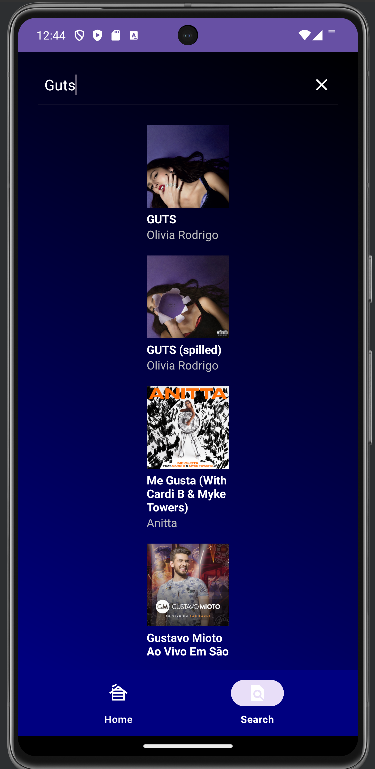 12:44
Guts
GUTS
Olivia Rodrigo
GUTS (spilled)
Olivia Rodrigo
ANITTA
Me Gusta (With
Cardi B & Myke
Towers)
Anitta
GM GUSTAVO MIOTO
Gustavo Mioto
Ao Vivo Em São
Home
Search